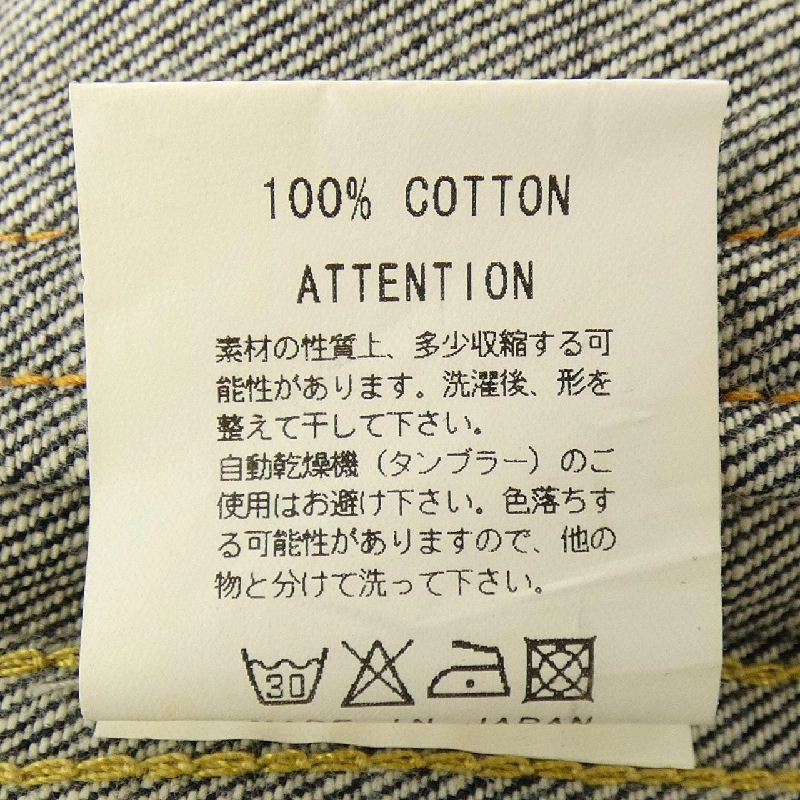 100% COTTON
ATTENTION
素材の性質上、多少収縮する可
能性があります。洗濯後、形を
整えて干して下さい。
自動乾燥機（タンブラー）のご
使用はお避け下さい。色落ちす
る可能性がありますので、他の
物と分けて洗って下さい。
30
MADE IN JAPAN